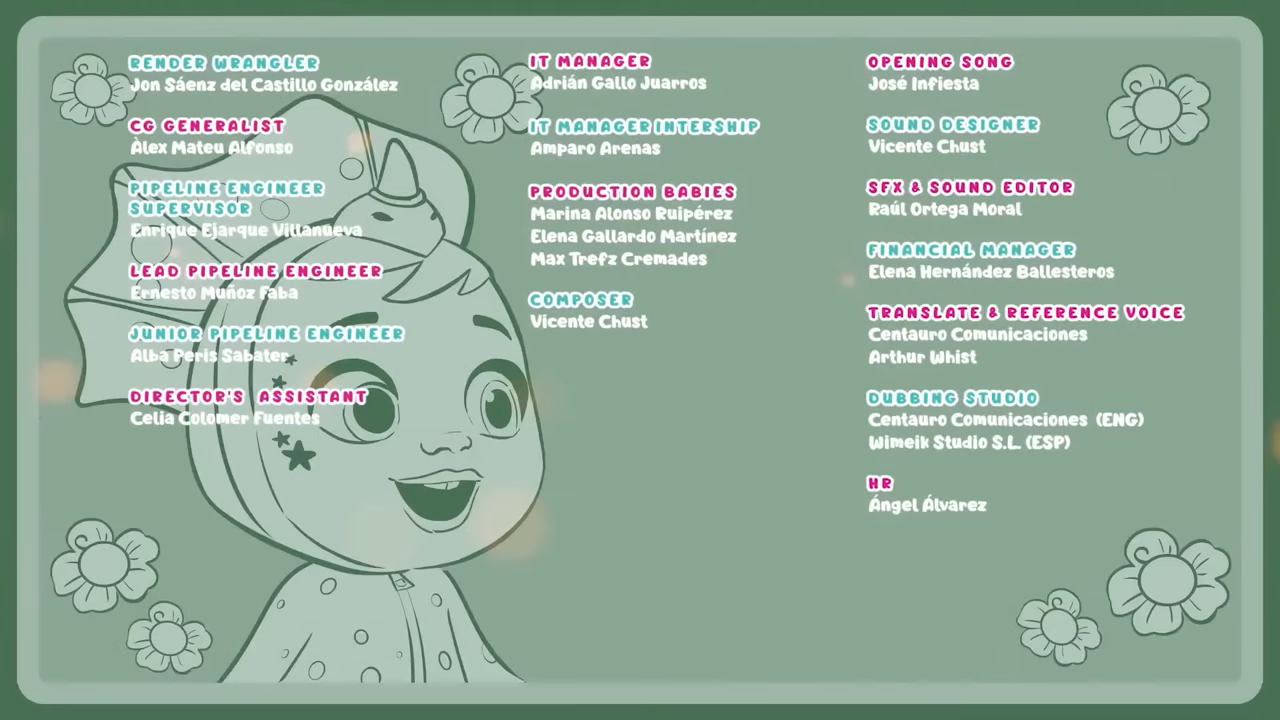 RENDER WRANGLER
Jon Sáenz del Castillo González
CG GENERALIST
Àlex Mateu Alfonso
PIPELINE ENGINEER
SUPERVISOR
Enrique Ejarque Villanueva
LEAD PIPELINE ENGINEER
Ernesto Muñoz Faba
JUNIOR PIPELINE ENGINEER
Alba Peris Sabater
DIRECTOR'S ASSISTANT
Celia Colomer Fuentes
IT MANAGER
Adrián Gallo Juarros
IT MANAGER INTERSHIP
Amparo Arenas
PRODUCTION BABIES
Marina Alonso Ruipérez
Elena Gallardo Martínez
Max Trefz Cremades
COMPOSER
Vicente Chust
OPENING SONG
José Infiesta
SOUND DESIGNER
Vicente Chust
SFX & SOUND EDITOR
Raúl Ortega Moral
FINANCIAL MANAGER
Elena Hernández Ballesteros
TRANSLATE & REFERENCE VOICE
Centauro Comunicaciones
Arthur Whist
DUBBING STUDIO
Centauro Comunicaciones (ENG)
Wimeik Studio S.L. (ESP)
HR
Ángel Álvarez